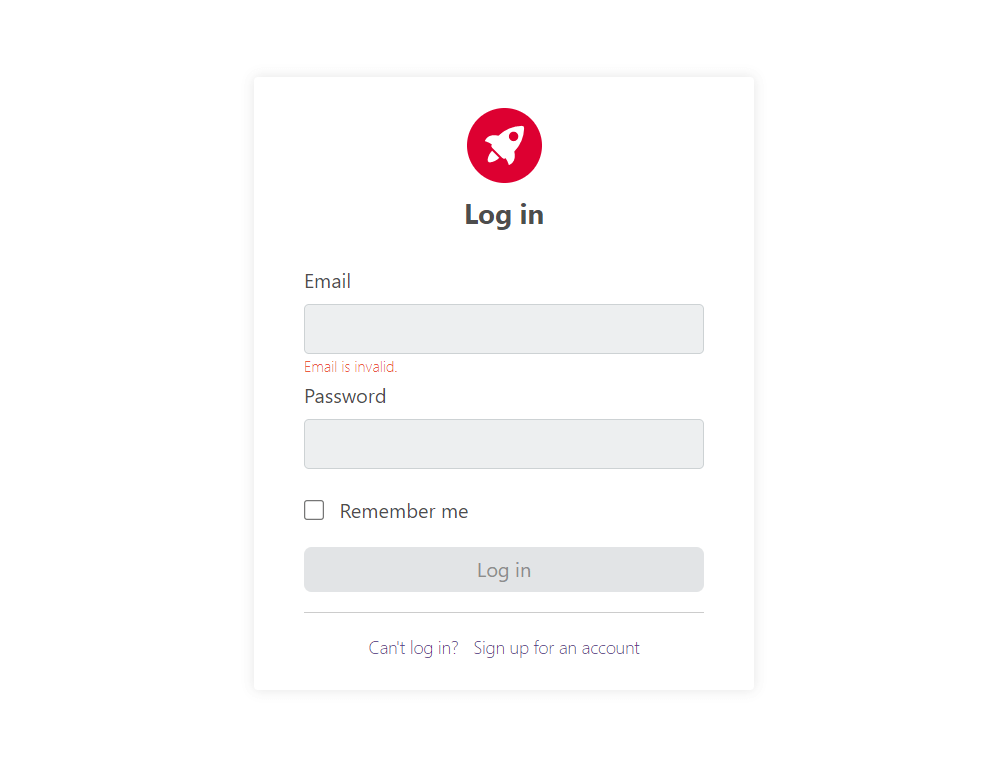 Log in
Email
Email is invalid.
Password
Remember me
Log in
Can't log in? Sign up for an account